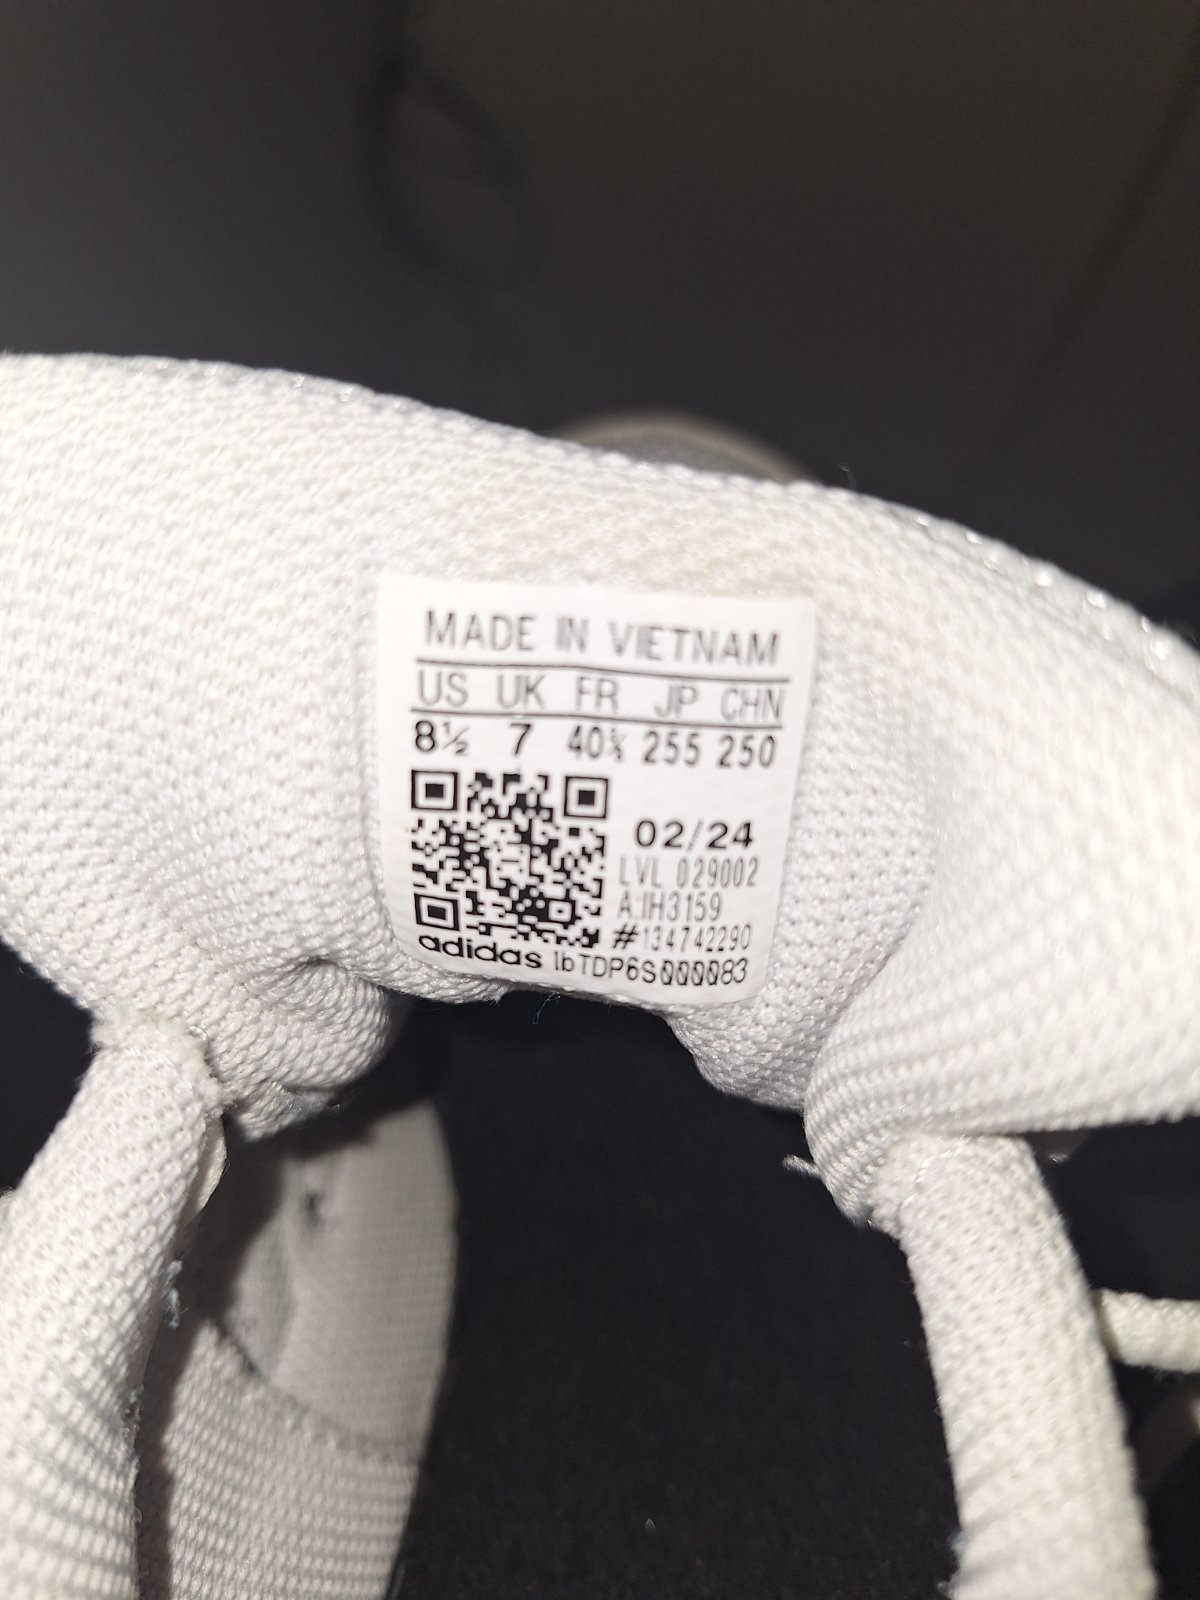 MADE IN VIETNAM
US UK FR JP CHN
8½ 7 40⅔ 255 250
02/24
LVL 029002
A:IH3159
#134742290
adidas lbTDP6S000083